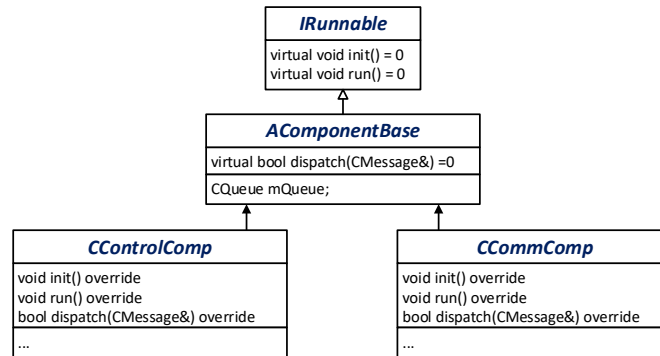 IRunnable
virtual void init() = 0
virtual void run() = 0
AComponentBase
virtual bool dispatch(CMessage&) =0
CQueue mQueue;
CControlComp
void init() override
void run() override
bool dispatch(CMessage&) override
...
CCommComp
void init() override
void run() override
bool dispatch(CMessage&) override
...